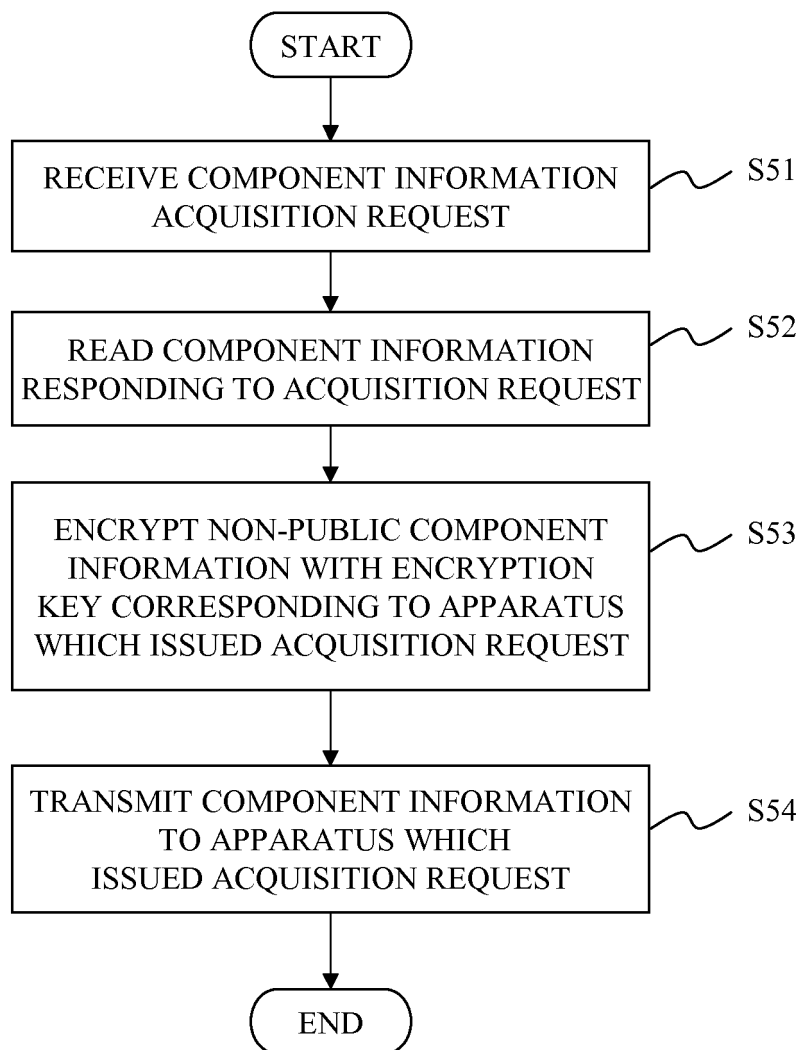 START
RECEIVE COMPONENT INFORMATION
ACQUISITION REQUEST
S51
READ COMPONENT INFORMATION
RESPONDING TO ACQUISITION REQUEST
S52
ENCRYPT NON-PUBLIC COMPONENT
INFORMATION WITH ENCRYPTION
KEY CORRESPONDING TO APPARATUS
WHICH ISSUED ACQUISITION REQUEST
S53
TRANSMIT COMPONENT INFORMATION
TO APPARATUS WHICH
ISSUED ACQUISITION REQUEST
S54
END